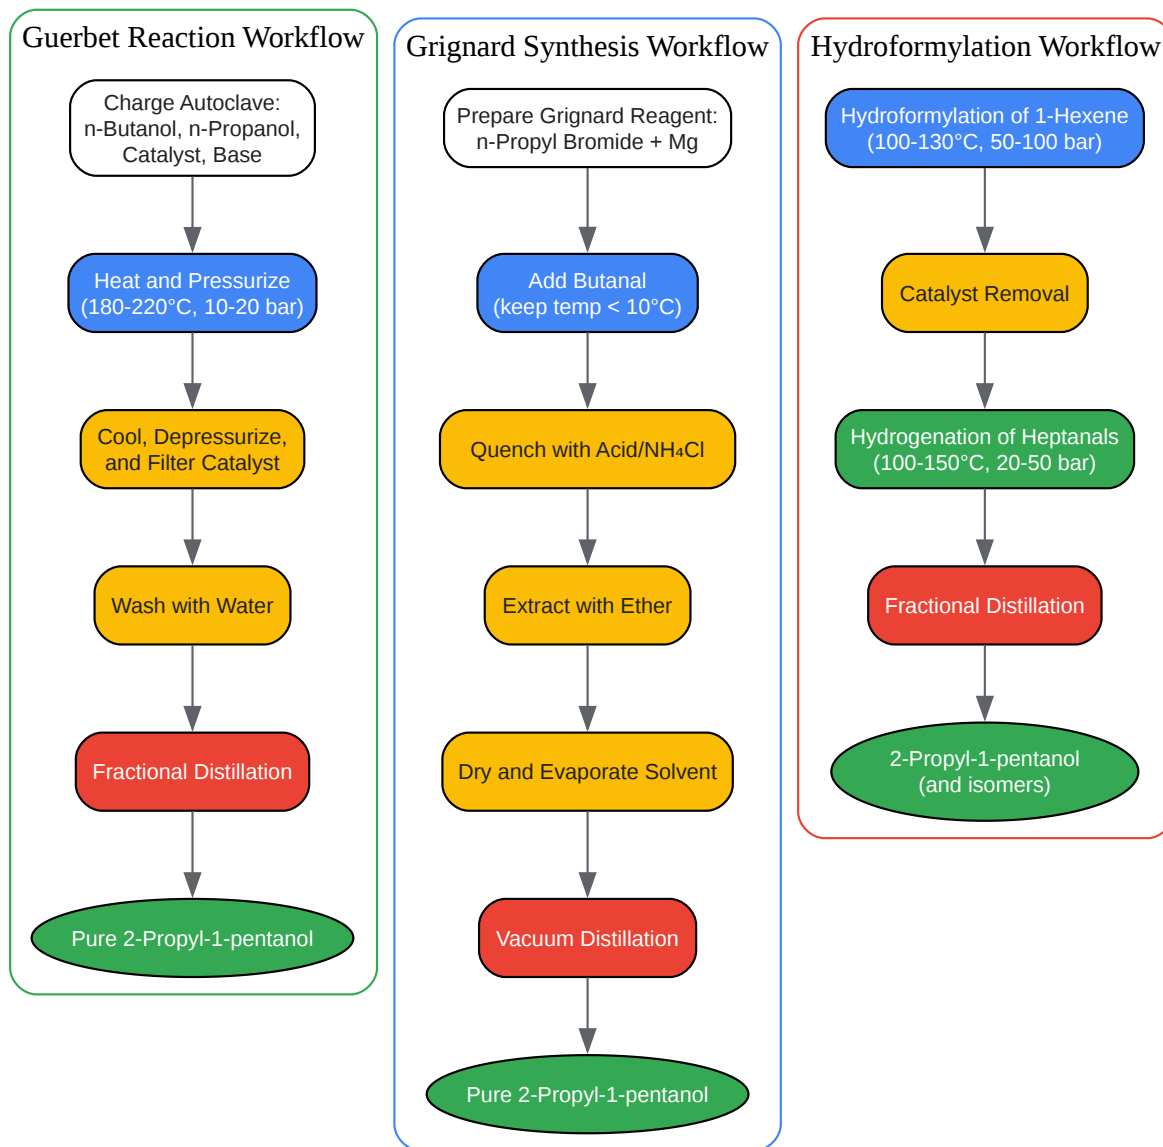 Guerbet Reaction Workflow
Charge Autoclave:
n-Butanol, n-Propanol,
Catalyst, Base
Heat and Pressurize
(180-220°C, 10-20 bar)
Cool, Depressurize,
and Filter Catalyst
Wash with Water
Fractional Distillation
Pure 2-Propyl-1-pentanol
Grignard Synthesis Workflow
Prepare Grignard Reagent:
n-Propyl Bromide + Mg
Add Butanal
(keep temp < 10°C)
Quench with Acid/NH₄Cl
Extract with Ether
Dry and Evaporate Solvent
Vacuum Distillation
Pure 2-Propyl-1-pentanol
Hydroformylation Workflow
Hydroformylation of 1-Hexene
(100-130°C, 50-100 bar)
Catalyst Removal
Hydrogenation of Heptanals
(100-150°C, 20-50 bar)
Fractional Distillation
2-Propyl-1-pentanol
(and isomers)